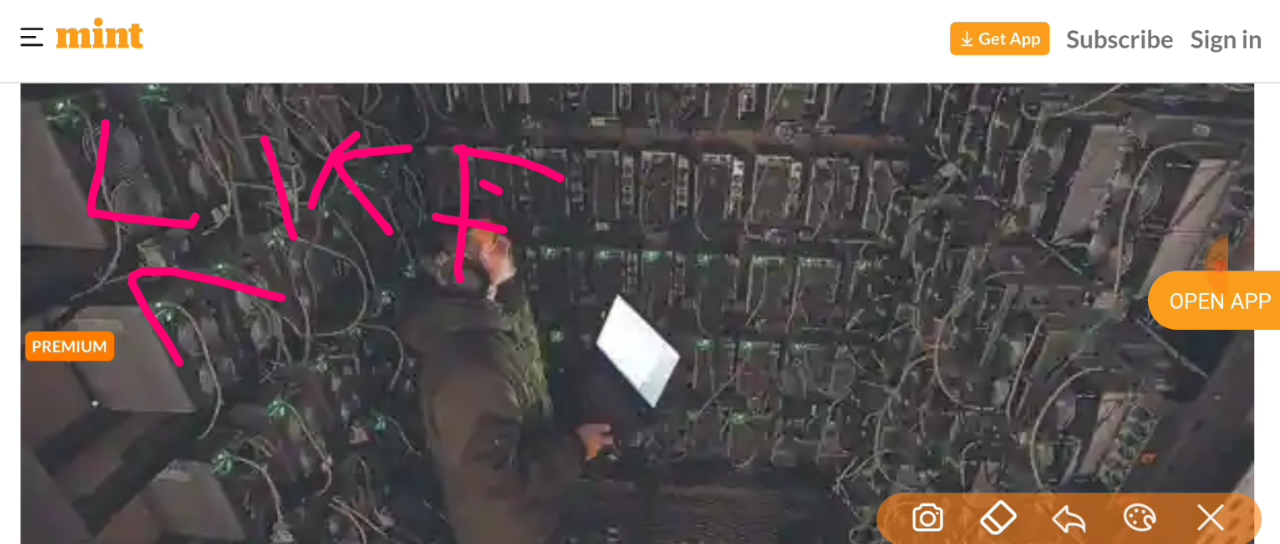 mint
Get App
Subscribe
Sign in
LIKE
OPEN APP
PREMIUM